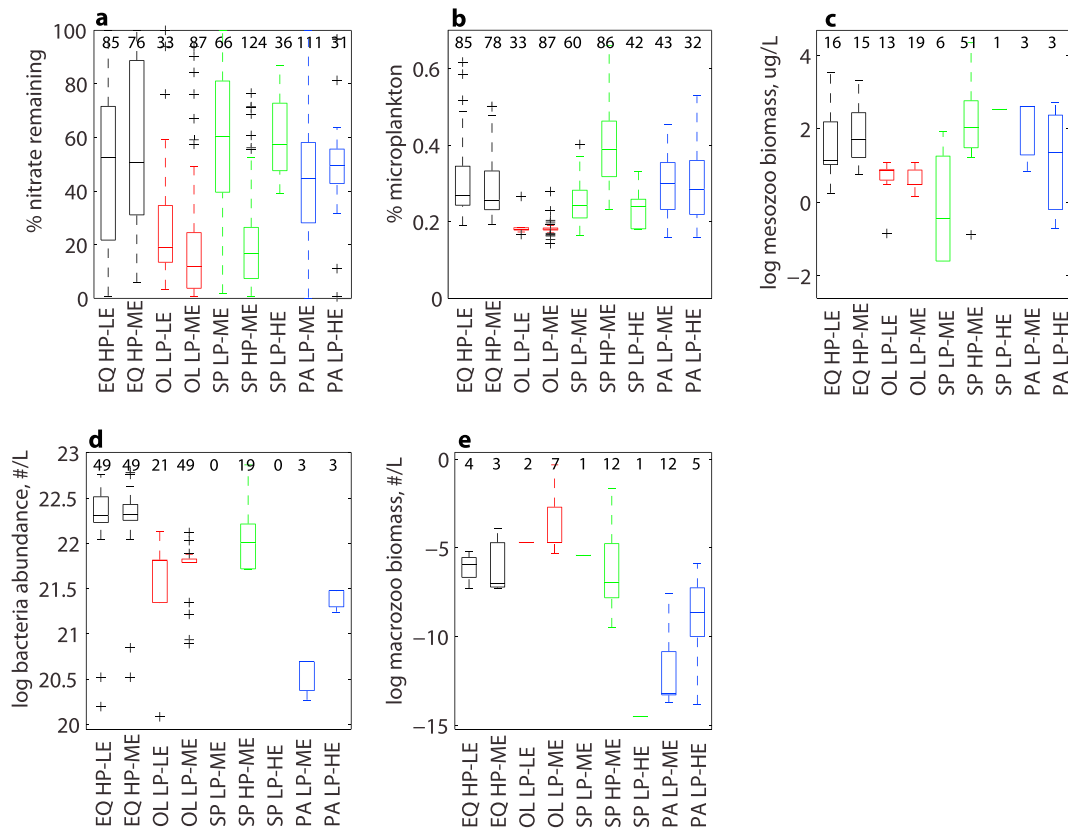 a
% nitrate remaining
100
80
60
40
20
0
85 76 33 87 66 124 36 111 31
EQ HP-LE
EQ HP-ME
OL LP-LE
OL LP-ME
SP LP-ME
SP HP-ME
SP LP-HE
PA LP-ME
PA LP-HE
b
% microplankton
0.6
0.4
0.2
0
85 78 33 87 60 86 42 43 32
EQ HP-LE
EQ HP-ME
OL LP-LE
OL LP-ME
SP LP-ME
SP HP-ME
SP LP-HE
PA LP-ME
PA LP-HE
c
log mesozoo biomass, ug/L
4
2
0
−2
16 15 13 19 6 51 1 3 3
EQ HP-LE
EQ HP-ME
OL LP-LE
OL LP-ME
SP LP-ME
SP HP-ME
SP LP-HE
PA LP-ME
PA LP-HE
d
log bacteria abundance, #/L
23
22.5
22
21.5
21
20.5
20
49 49 21 49 0 19 0 3 3
EQ HP-LE
EQ HP-ME
OL LP-LE
OL LP-ME
SP LP-ME
SP HP-ME
SP LP-HE
PA LP-ME
PA LP-HE
e
log macrozoo biomass, #/L
0
−5
−10
−15
4 3 2 7 1 12 1 12 5
EQ HP-LE
EQ HP-ME
OL LP-LE
OL LP-ME
SP LP-ME
SP HP-ME
SP LP-HE
PA LP-ME
PA LP-HE